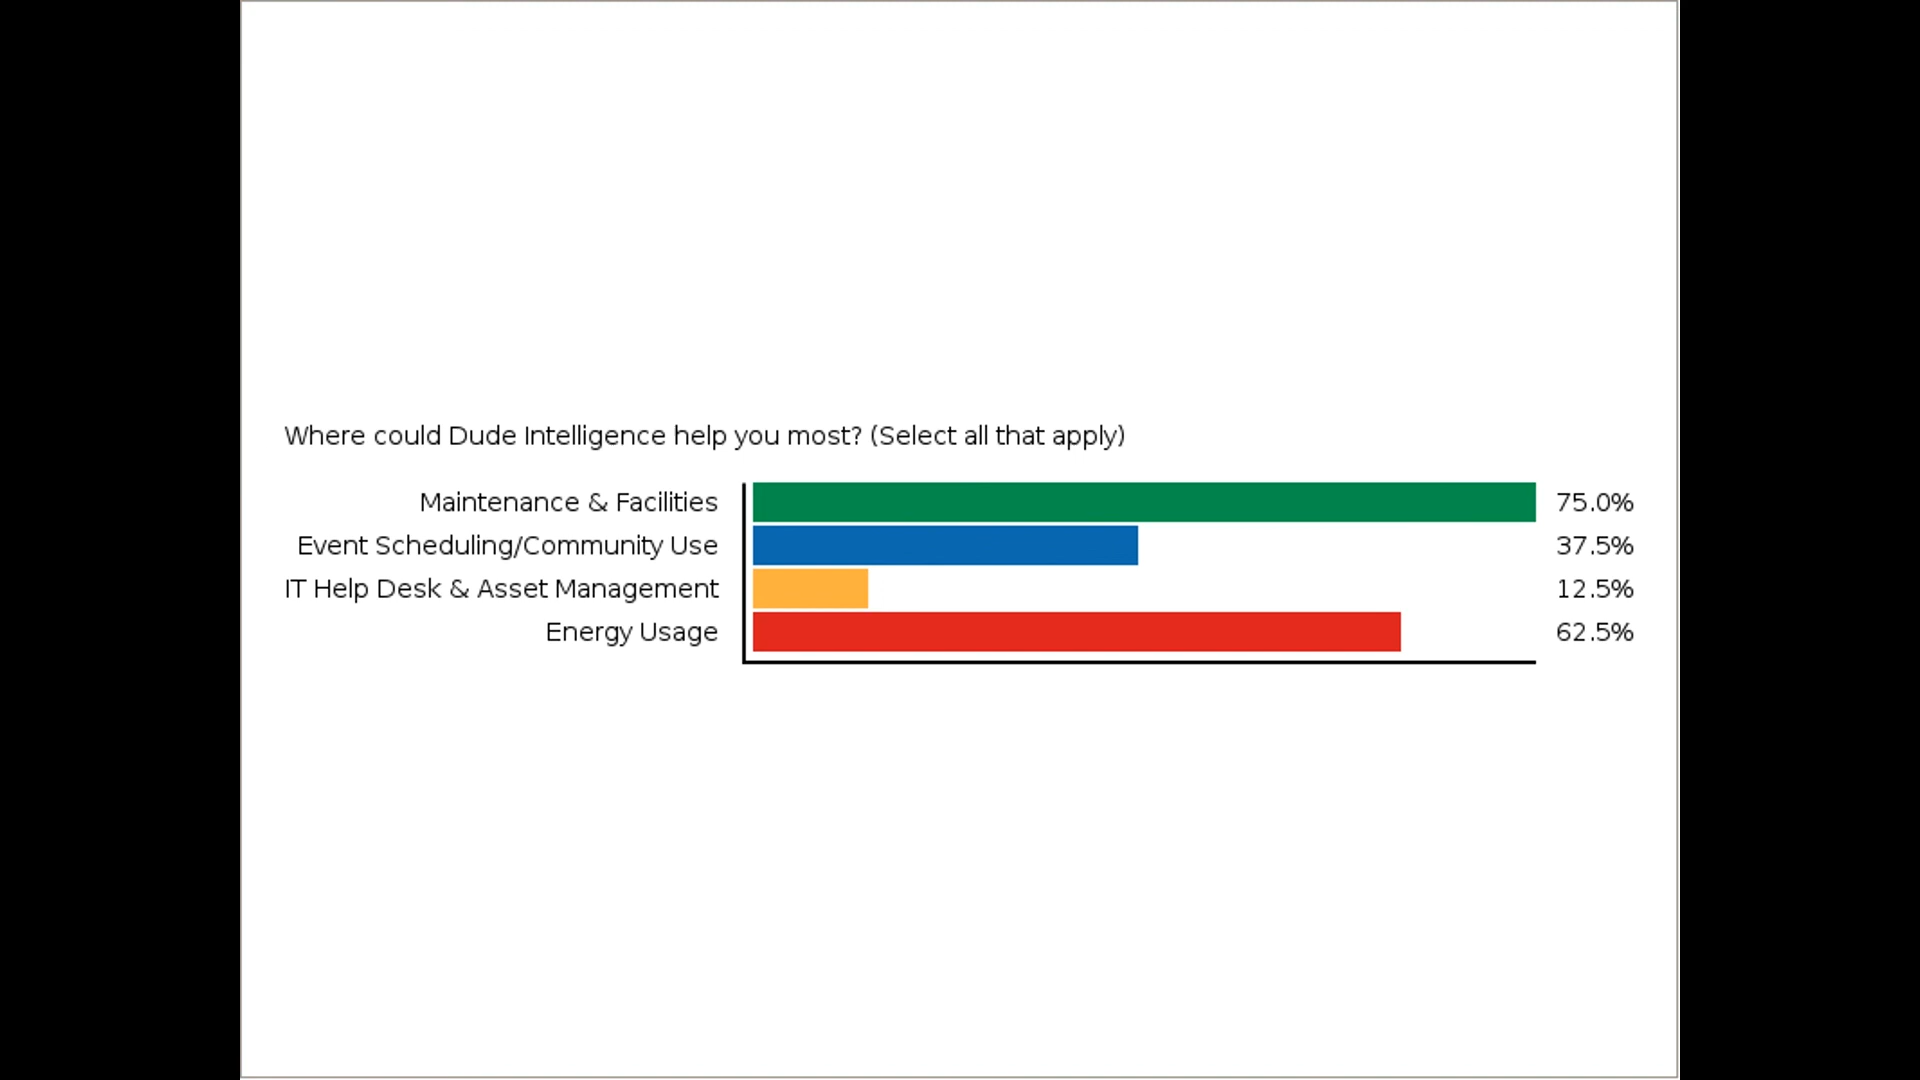 Where could Dude Intelligence help you most? (Select all that apply)
Maintenance & Facilities 75.0%
Event Scheduling/Community Use 37.5%
IT Help Desk & Asset Management 12.5%
Energy Usage 62.5%